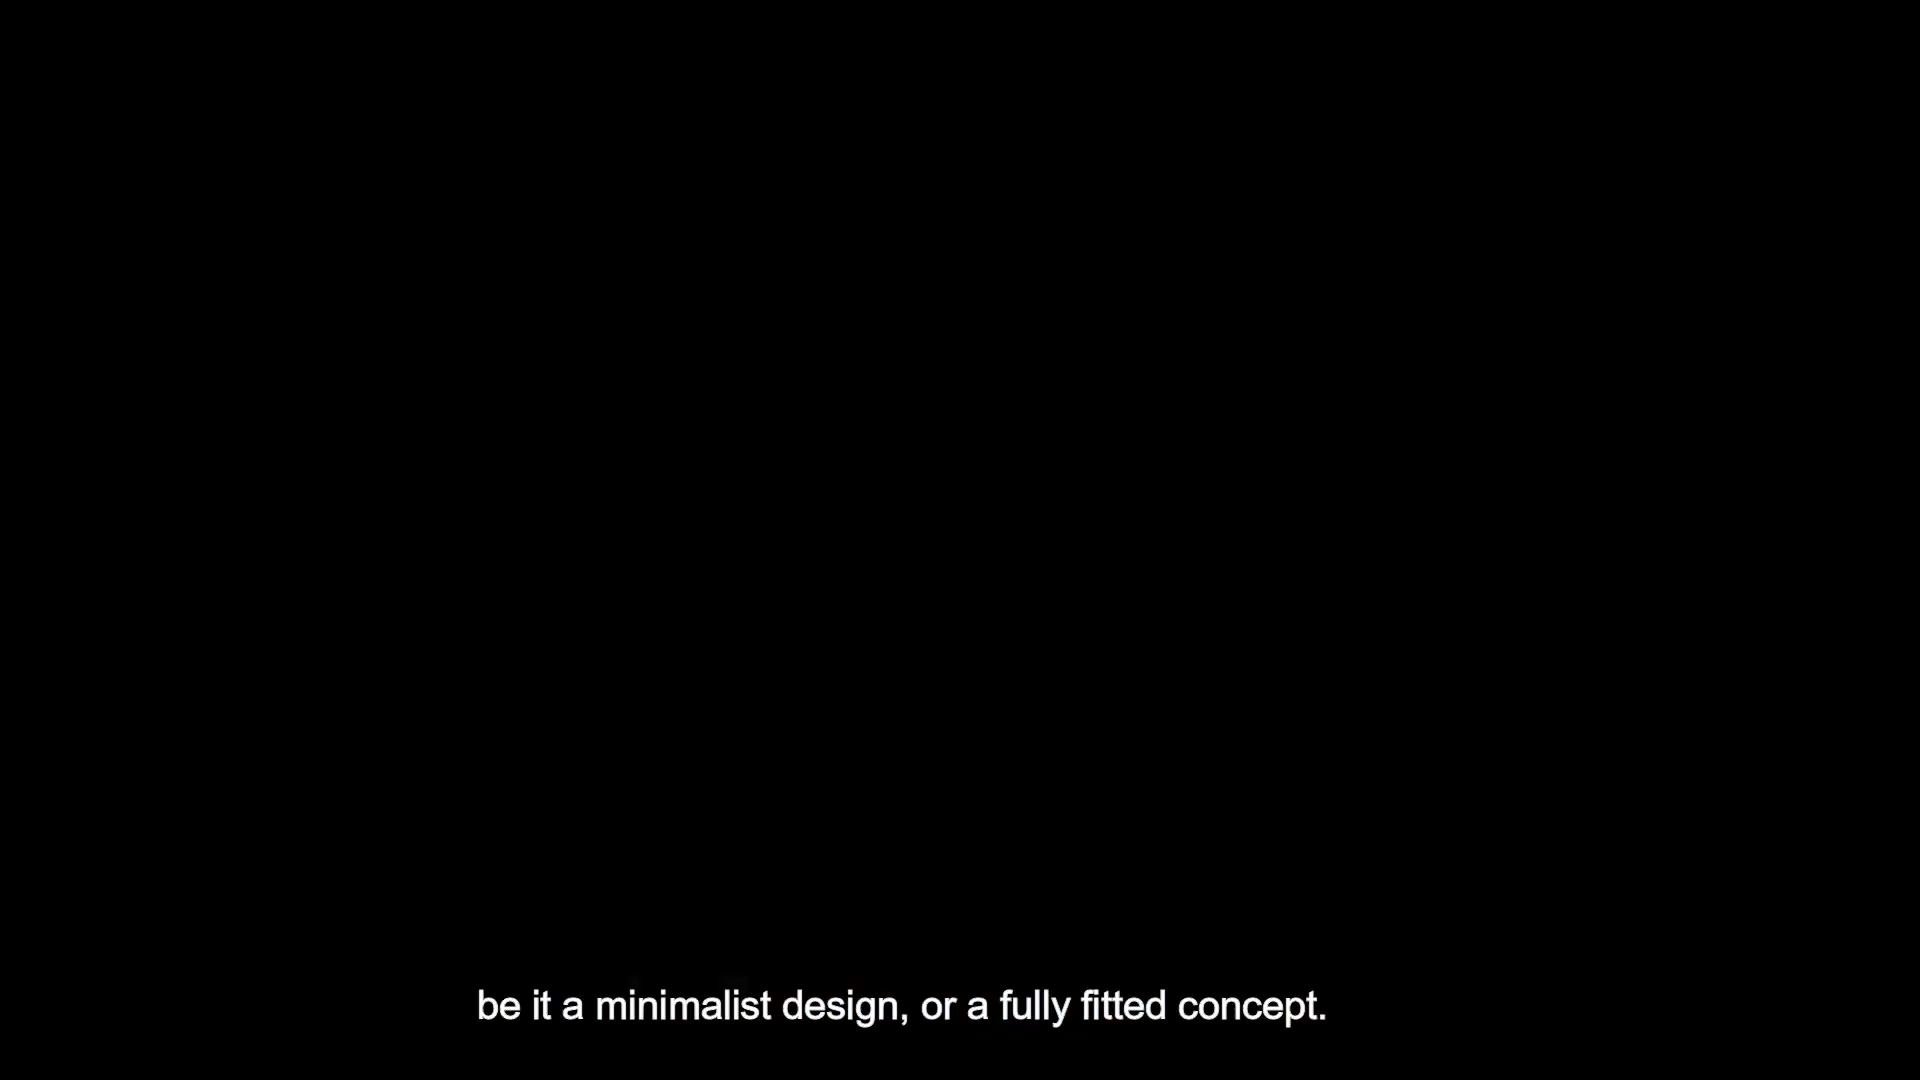 be it a minimalist design, or a fully fitted concept.